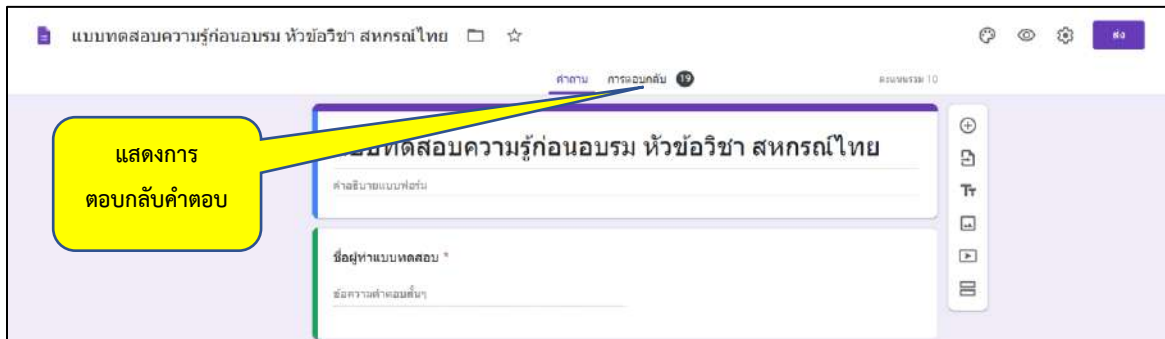 แบบทดสอบความรู้ก่อนอบรม หัวข้อวิชา สหกรณ์ไทย
ส่ง
คำถาม การตอบกลับ 19
คะแนนรวม 10
แสดงการ
ตอบกลับคำตอบ
แบบทดสอบความรู้ก่อนอบรม หัวข้อวิชา สหกรณ์ไทย
คำอธิบายแบบฟอร์ม
Tт
ชื่อผู้ทำแบบทดสอบ *
ข้อความคำตอบสั้นๆ